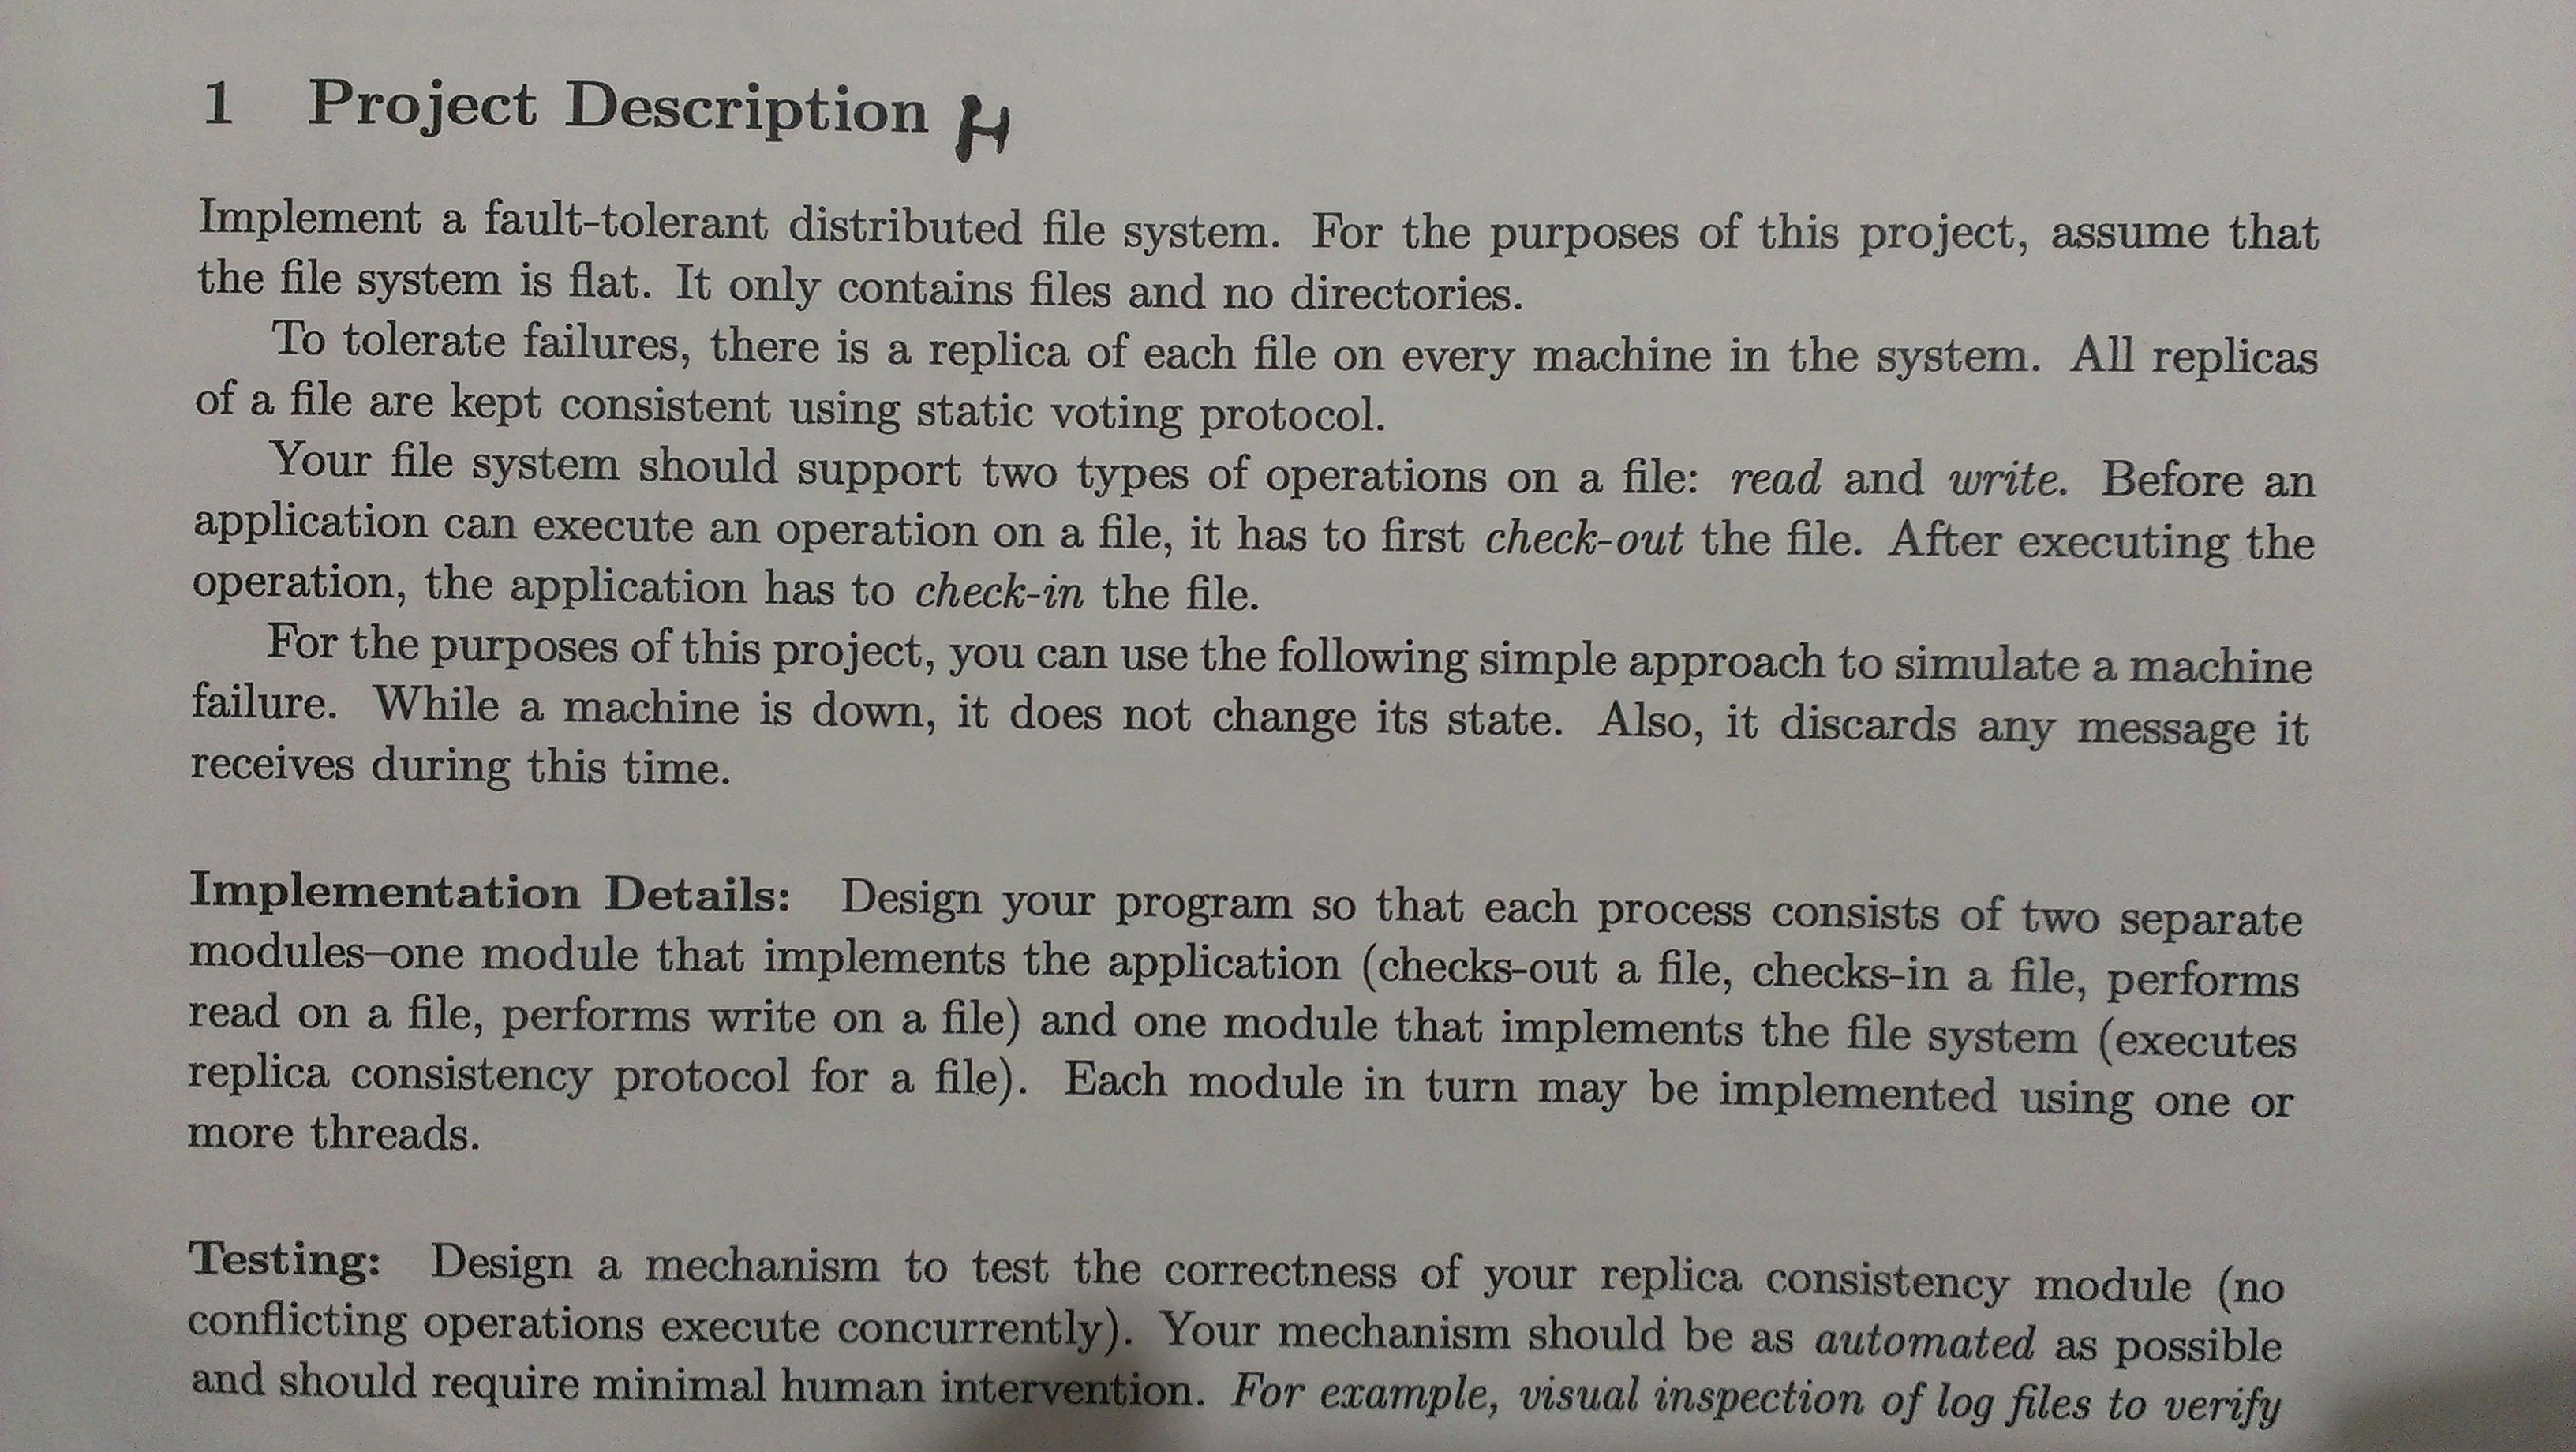 1 Project Description
Implement a fault-tolerant distributed file system. For the purposes of this project, assume that
the file system is flat. It only contains files and no directories.
To tolerate failures, there is a replica of each file on every machine in the system. All replicas
of a file are kept consistent using static voting protocol.
Your file system should support two types of operations on a file: read and write. Before an
application can execute an operation on a file, it has to first check-out the file. After executing the
operation, the application has to check-in the file.
For the purposes of this project, you can use the following simple approach to simulate a machine
failure. While a machine is down, it does not change its state. Also, it discards any message it
receives during this time.
Implementation Details: Design your program so that each process consists of two separate
modules–one module that implements the application (checks-out a file, checks-in a file, performs
read on a file, performs write on a file) and one module that implements the file system (executes
replica consistency protocol for a file). Each module in turn may be implemented using one or
more threads.
Testing: Design a mechanism to test the correctness of your replica consistency module (no
conflicting operations execute concurrently). Your mechanism should be as automated as possible
and should require minimal human intervention. For example, visual inspection of log files to verify